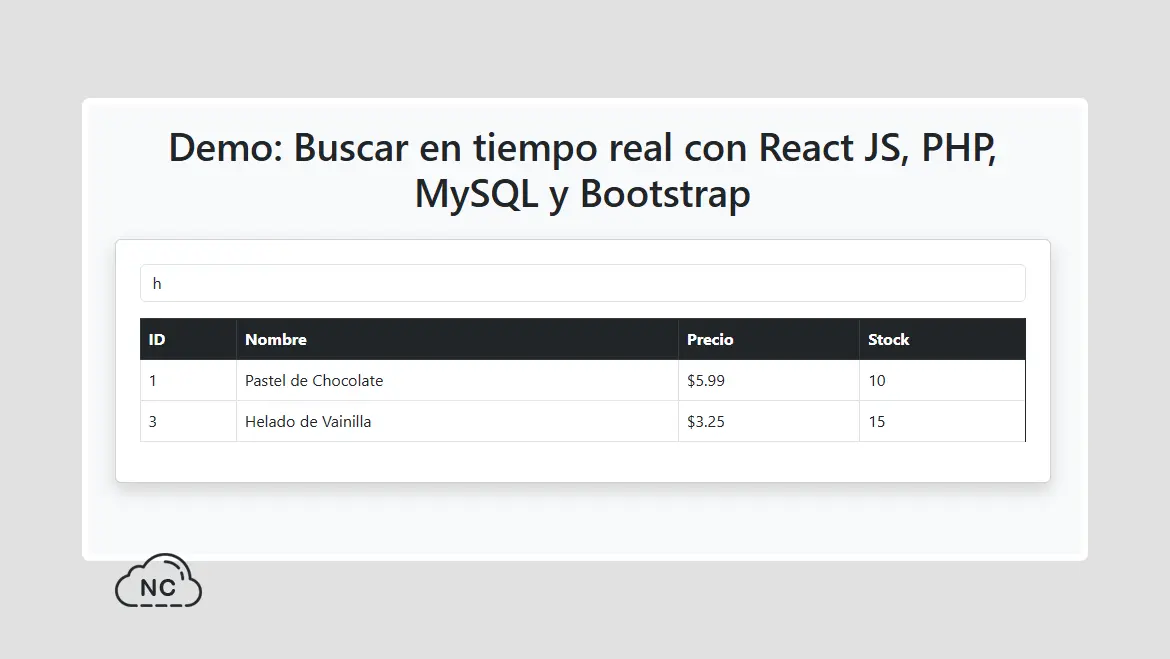 Demo: Buscar en tiempo real con React JS, PHP,
MySQL y Bootstrap
h
ID Nombre Precio Stock
1 Pastel de Chocolate $5.99 10
3 Helado de Vainilla $3.25 15
NC